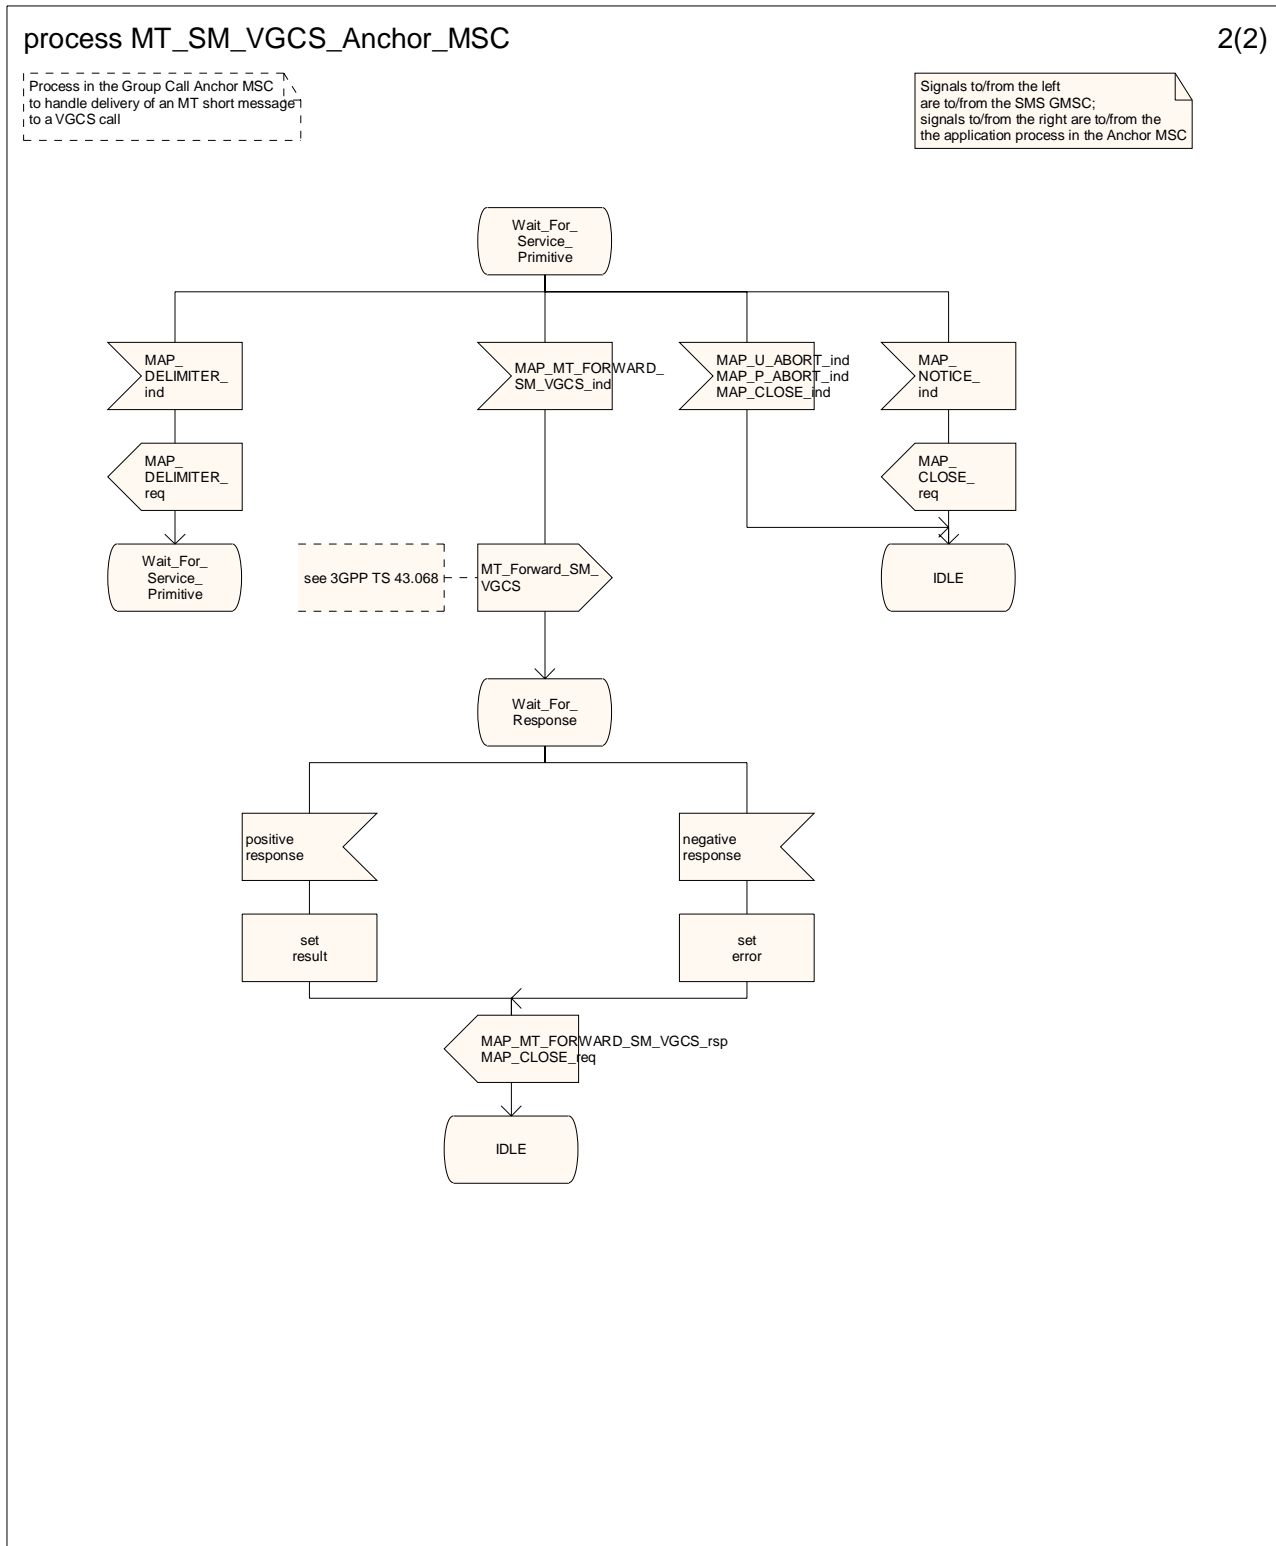 process MT_SM_VGCS_Anchor_MSC
2(2)
Process in the Group Call Anchor MSC
to handle delivery of an MT short message
to a VGCS call
Signals to/from the left
are to/from the SMS GMSC;
signals to/from the right are to/from the
the application process in the Anchor MSC
Wait_For_
Service_
Primitive
MAP_
DELIMITER_
ind
MAP_MT_FORWARD_
SM_VGCS_ind
MAP_U_ABORT_ind
MAP_P_ABORT_ind
MAP_CLOSE_ind
MAP_
NOTICE_
ind
MAP_
DELIMITER_
req
MAP_
CLOSE_
req
Wait_For_
Service_
Primitive
see 3GPP TS 43.068
MT_Forward_SM_
VGCS
IDLE
Wait_For_
Response
positive
response
negative
response
set
result
set
error
MAP_MT_FORWARD_SM_VGCS_rsp
MAP_CLOSE_req
IDLE